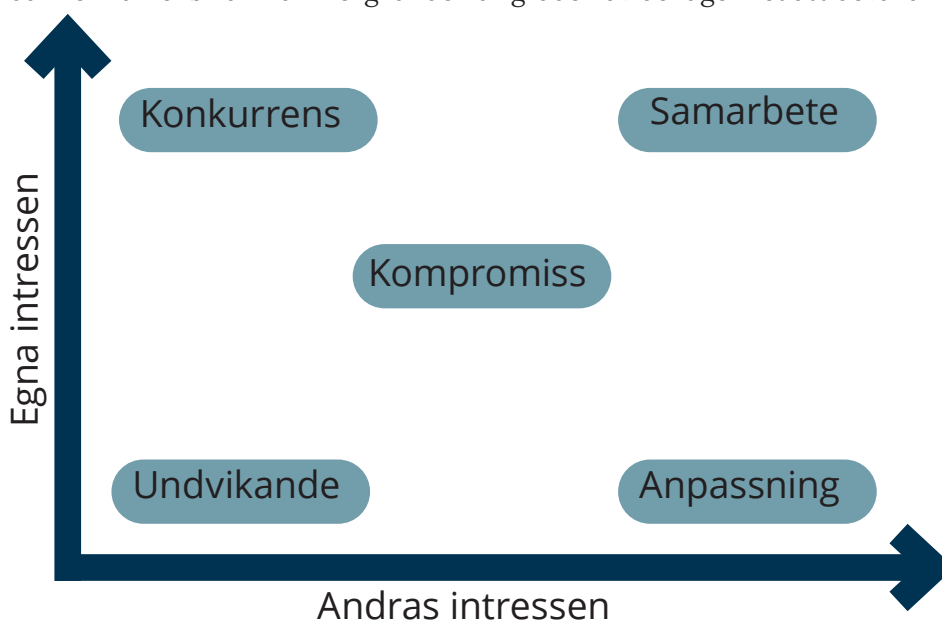 Konkurrens
Samarbete
Kompromiss
Egna intressen
Undvikande
Anpassning
Andras intressen